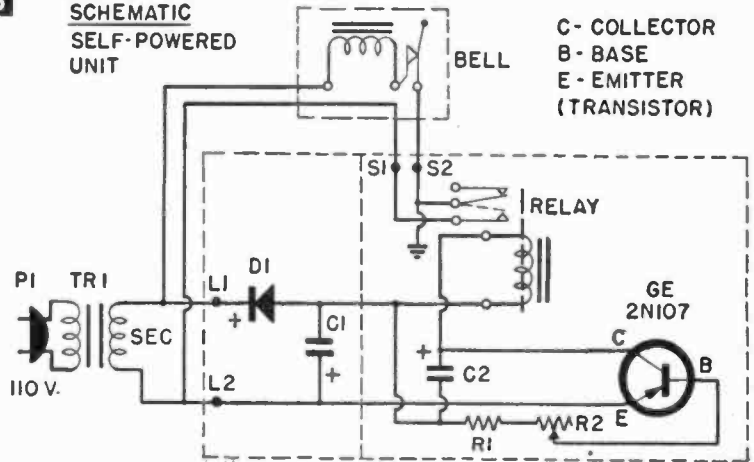 SCHEMATIC
SELF-POWERED
UNIT
BELL
C - COLLECTOR
B - BASE
E - EMITTER
(TRANSISTOR)
S1 S2
RELAY
P1 TR1
L1 D1
GE
2N107
+
C1
SEC
+
C
+
C2
B
110 V.
L2
E
R1
R2